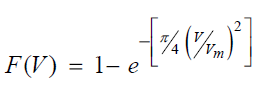 F(V) = 1- e^{-[π/4 (V/V_m)^2]}